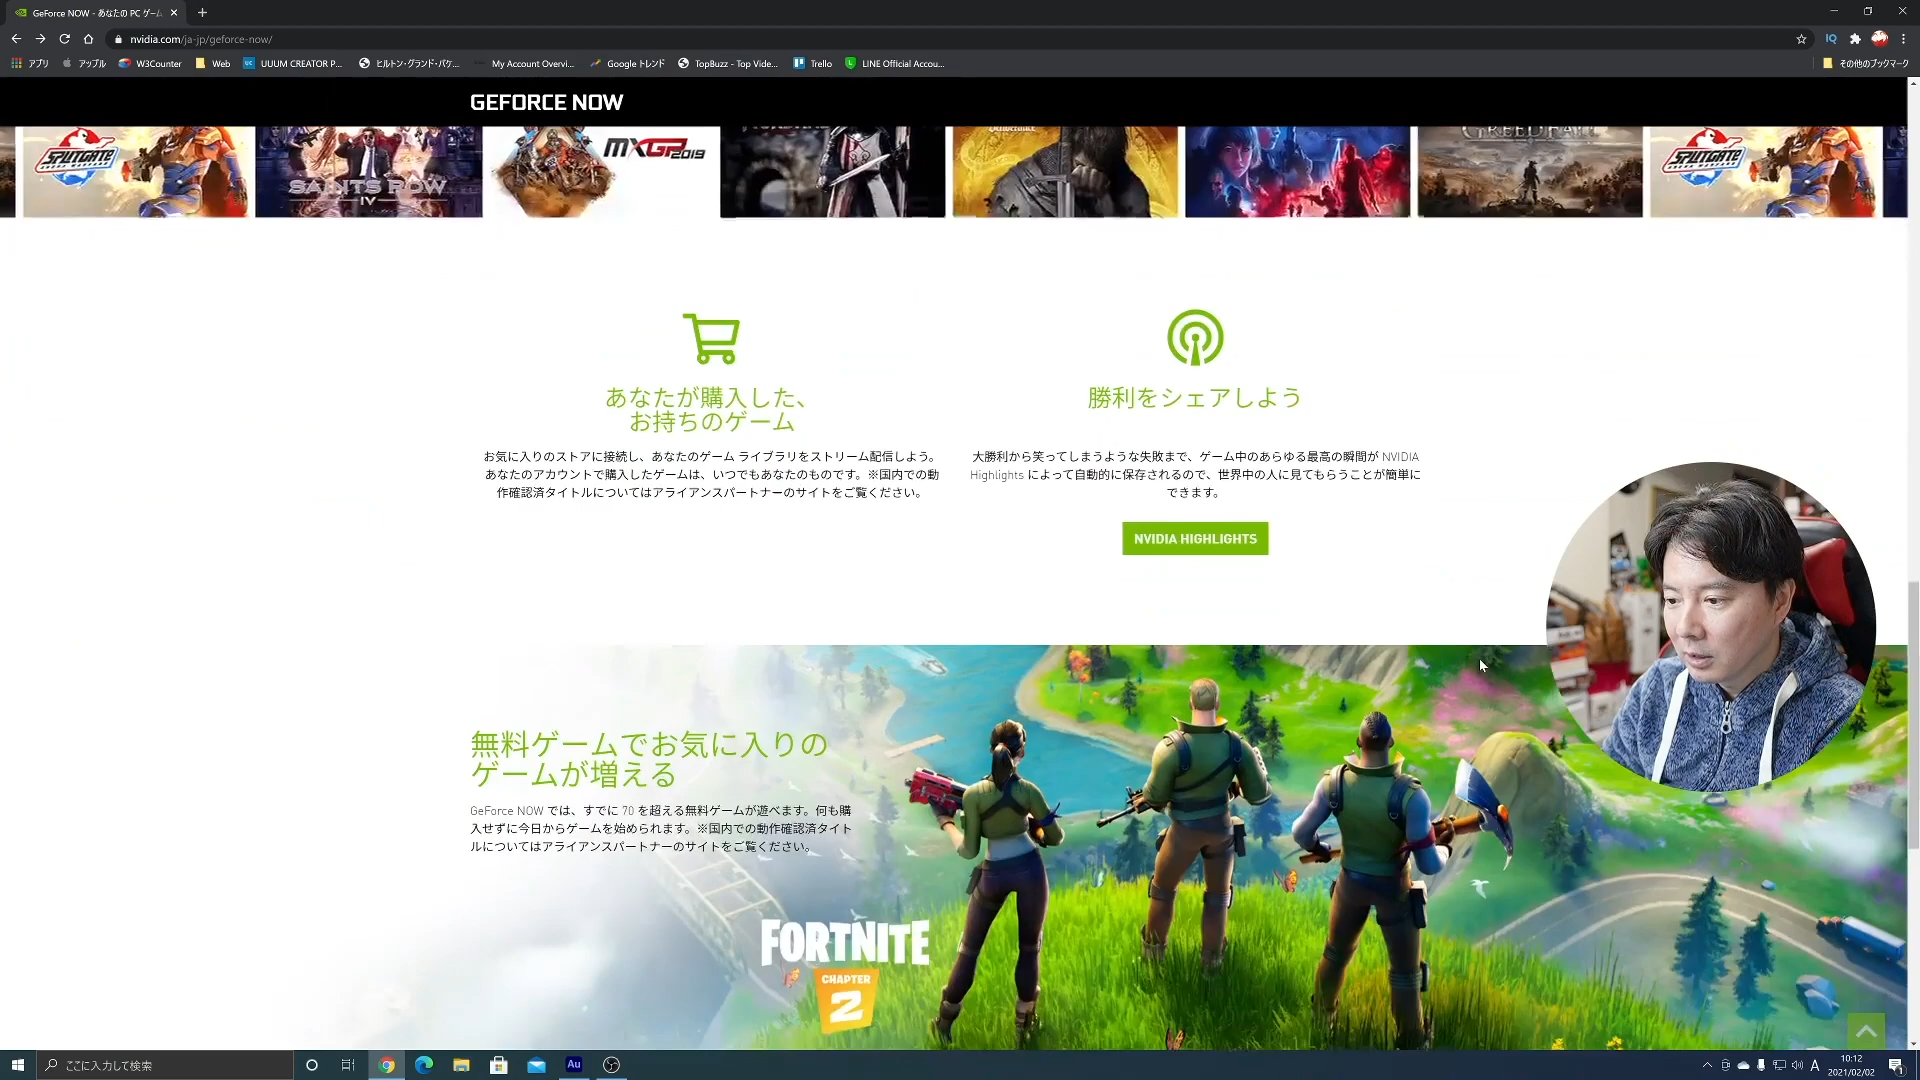 GeForce NOW - あなたの PC ゲーム
nvidia.com/ja-jp/geforce-now/
アプリ
アップル
W3Counter
Web
UUUM CREATOR P...
ヒルトン・グランド・バケ...
My Account Overvi...
Google トレンド
TopBuzz - Top Vide...
Trello
LINE Official Accou...
その他のブックマーク
GEFORCE NOW
SPLITGATE
SAINTS ROW
IV
MXGP2019
GREEDFALL
SPLITGATE
あなたが購入した、
お持ちのゲーム
お気に入りのストアに接続し、あなたのゲーム ライブラリをストリーム配信しよう。
あなたのアカウントで購入したゲームは、いつでもあなたのものです。※国内での動
作確認済タイトルについてはアライアンスパートナーのサイトをご覧ください。
勝利をシェアしよう
大勝利から笑ってしまうような失敗まで、ゲーム中のあらゆる最高の瞬間が NVIDIA
Highlights によって自動的に保存されるので、世界中の人に見てもらうことが簡単に
できます。
NVIDIA HIGHLIGHTS
無料ゲームでお気に入りの
ゲームが増える
GeForce NOW では、すでに 70 を超える無料ゲームが遊べます。何も購
入せずに今日からゲームを始められます。※国内での動作確認済タイト
ルについてはアライアンスパートナーのサイトをご覧ください。
FORTNITE
CHAPTER
2
ここに入力して検索
Au
A
10:12
2021/02/02